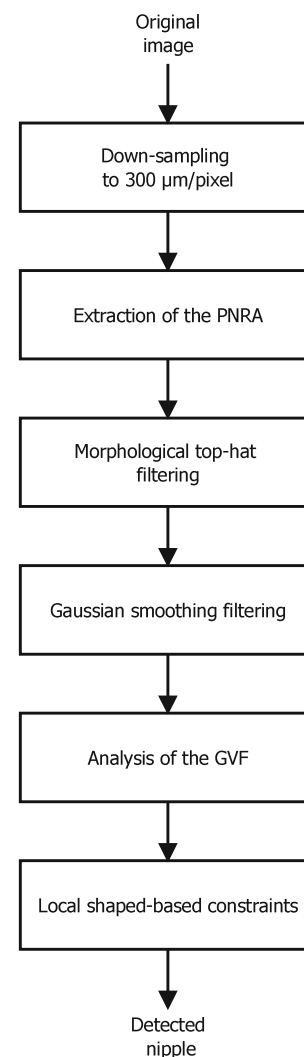 Original
image
Down-sampling
to 300 µm/pixel
Extraction of the PNRA
Morphological top-hat
filtering
Gaussian smoothing filtering
Analysis of the GVF
Local shaped-based constraints
Detected
nipple